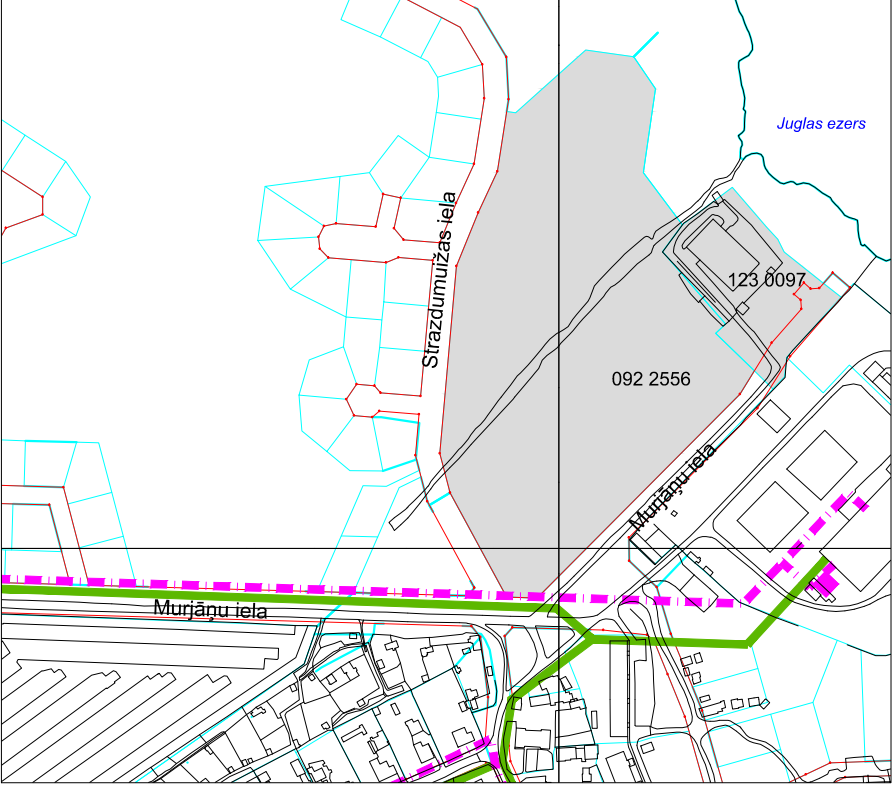 Juglas ezers
Strazdumuižas iela
123 0097
092 2556
Murjāņu iela
Murjāņu iela